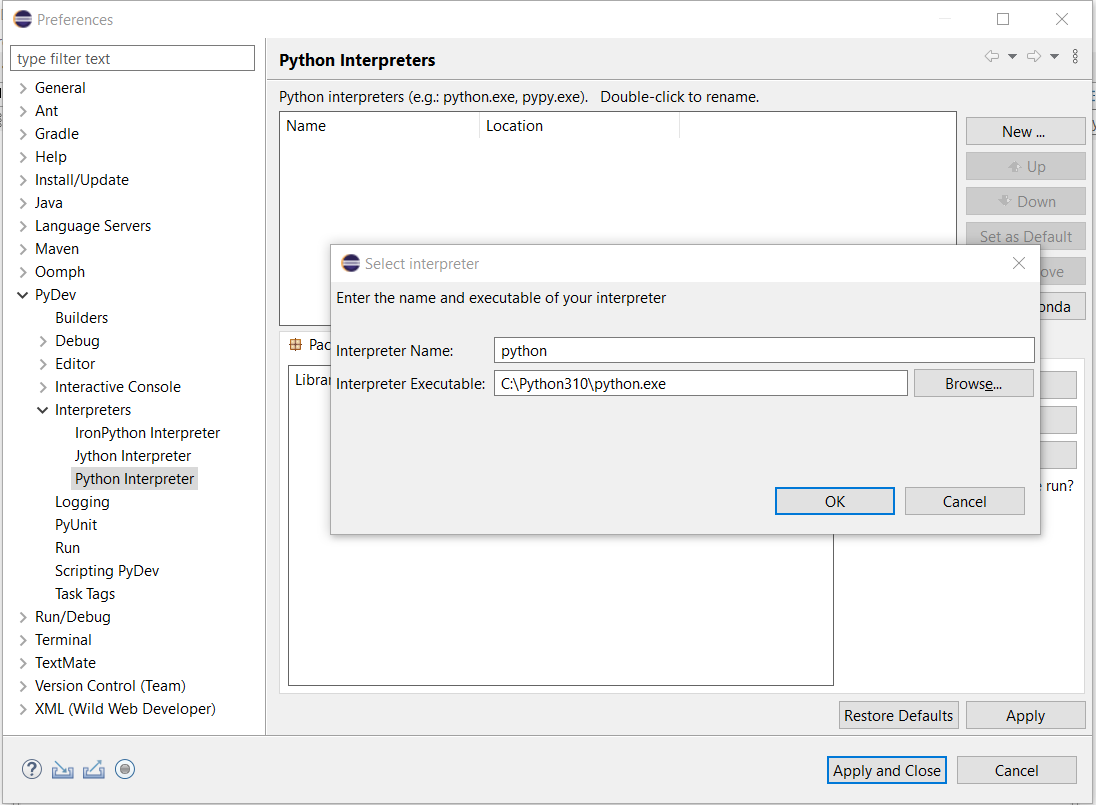 Preferences
type filter text
General
Ant
Gradle
Help
Install/Update
Java
Language Servers
Maven
Oomph
PyDev
Builders
Debug
Editor
Interactive Console
Interpreters
IronPython Interpreter
Jython Interpreter
Python Interpreter
Logging
PyUnit
Run
Scripting PyDev
Task Tags
Run/Debug
Terminal
TextMate
Version Control (Team)
XML (Wild Web Developer)
Python Interpreters
Python interpreters (e.g.: python.exe, pypy.exe).   Double-click to rename.
Name Location
New ...
Up
Down
Set as Default
ove
onda
Pac
Librar
Select interpreter
Enter the name and executable of your interpreter
Interpreter Name: python
Interpreter Executable: C:\Python310\python.exe Browse...
OK Cancel
run?
Restore Defaults Apply
Apply and Close Cancel